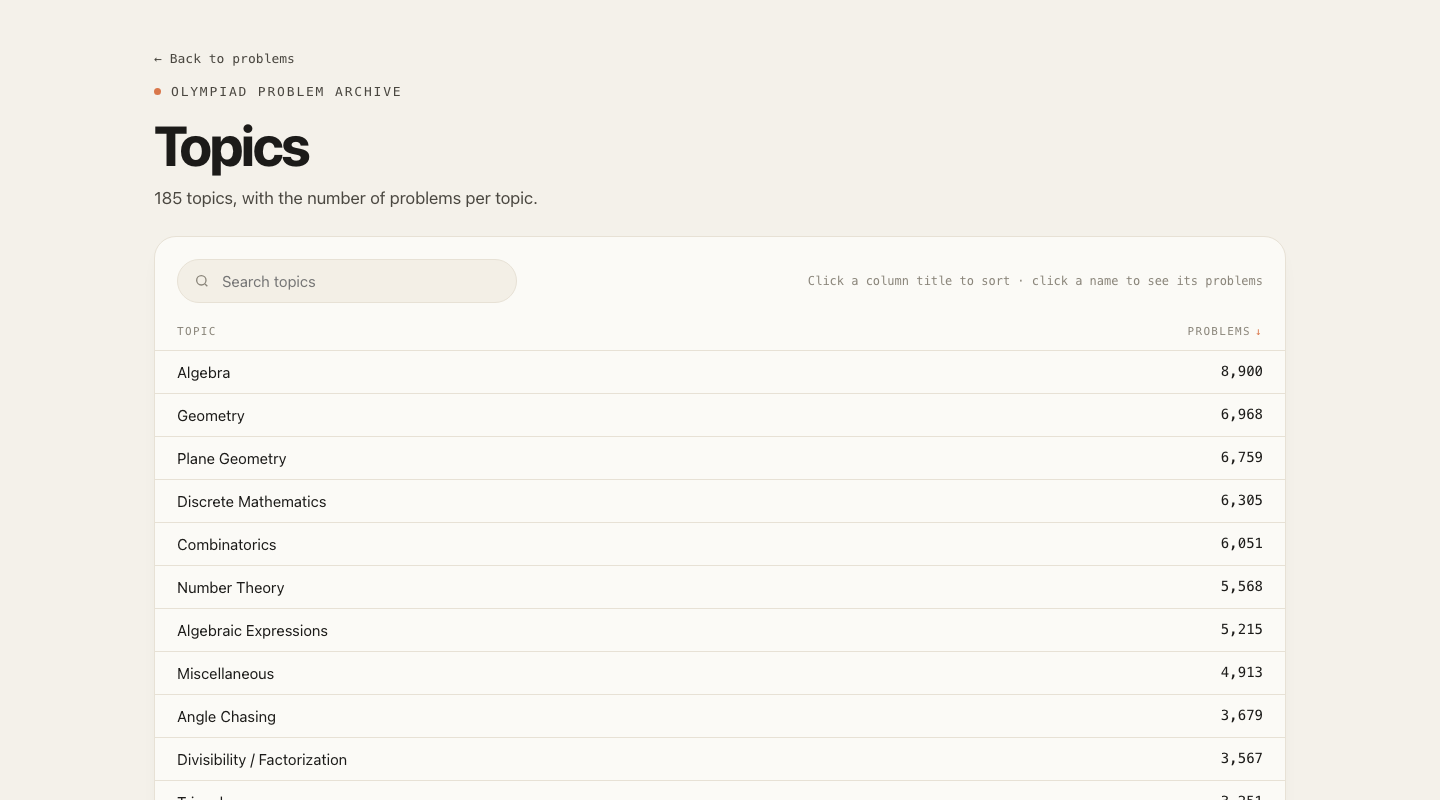 ← Back to problems
OLYMPIAD PROBLEM ARCHIVE
Topics
185 topics, with the number of problems per topic.
Search topics
Click a column title to sort · click a name to see its problems
TOPIC PROBLEMS ↓
Algebra 8,900
Geometry 6,968
Plane Geometry 6,759
Discrete Mathematics 6,305
Combinatorics 6,051
Number Theory 5,568
Algebraic Expressions 5,215
Miscellaneous 4,913
Angle Chasing 3,679
Divisibility / Factorization 3,567